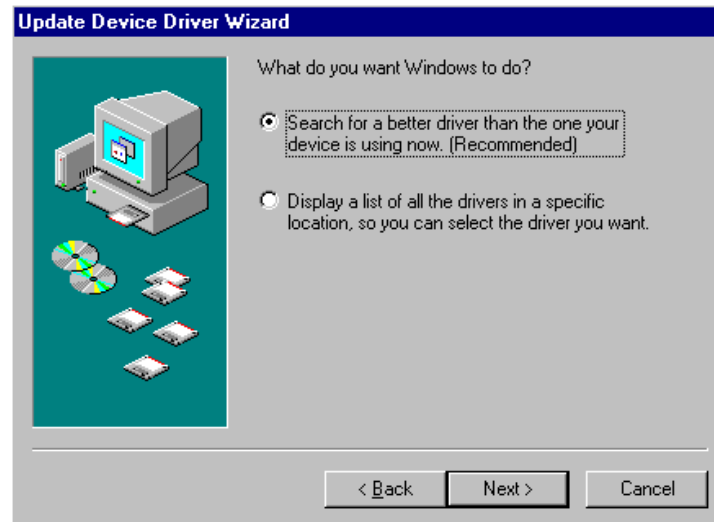 Update Device Driver Wizard
What do you want Windows to do?
Search for a better driver than the one your
device is using now. (Recommended)
Display a list of all the drivers in a specific
location, so you can select the driver you want.
< Back
Next >
Cancel